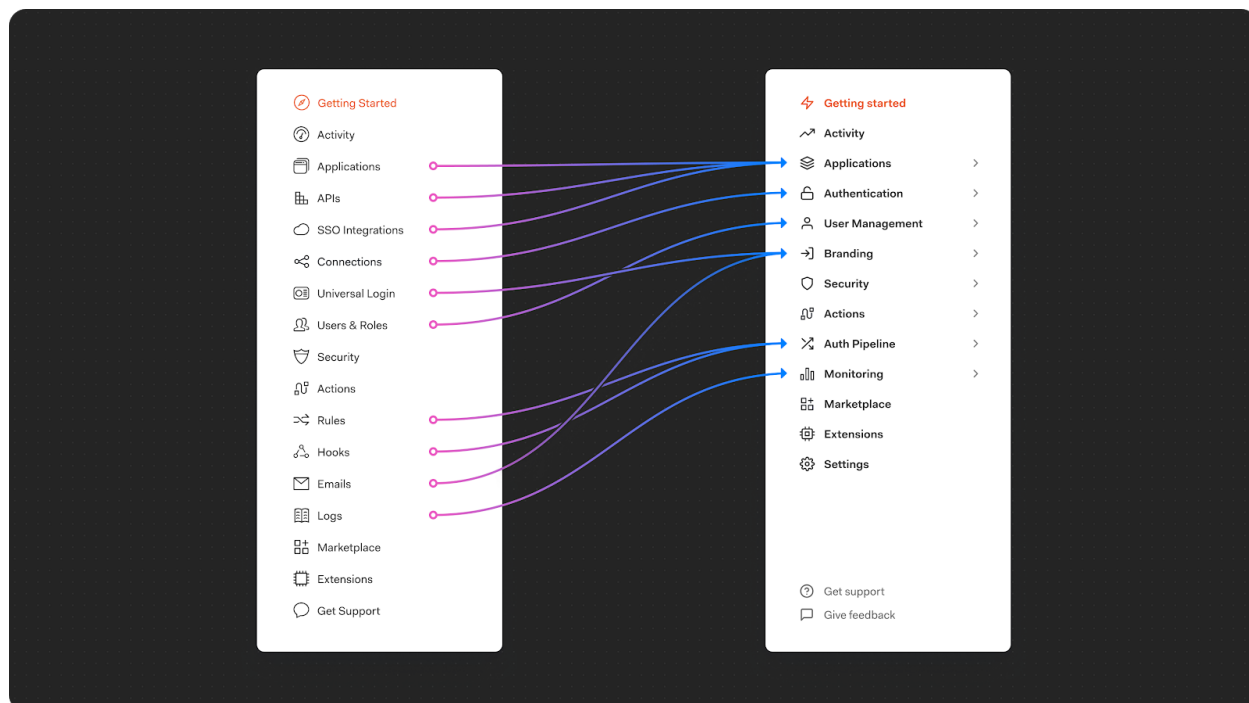 Getting Started
Activity
Applications
APIs
SSO Integrations
Connections
Universal Login
Users & Roles
Security
Actions
Rules
Hooks
Emails
Logs
Marketplace
Extensions
Get Support
Getting started
Activity
Applications
Authentication
User Management
Branding
Security
Actions
Auth Pipeline
Monitoring
Marketplace
Extensions
Settings
Get support
Give feedback